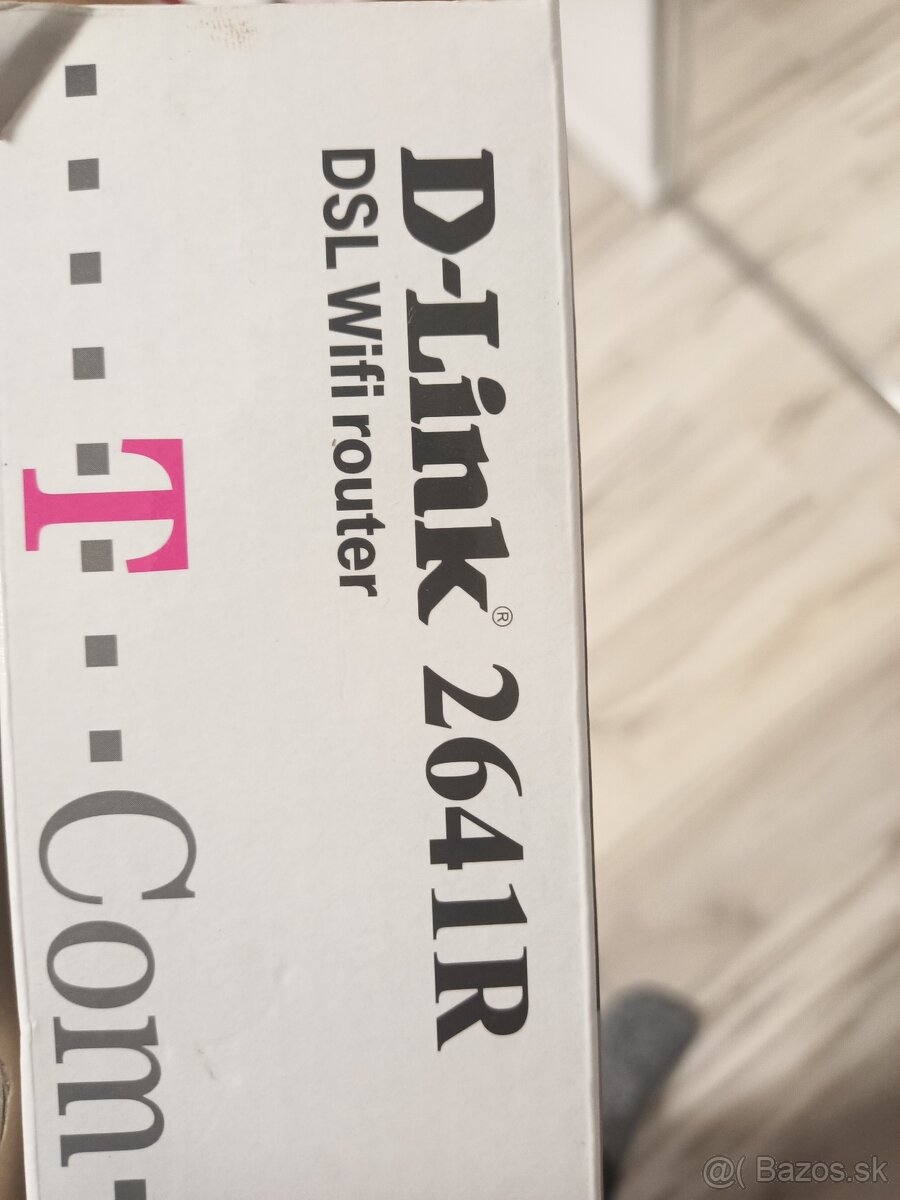 D-Link® 2641R
DSL Wifi router
T Com
@( Bazos.sk